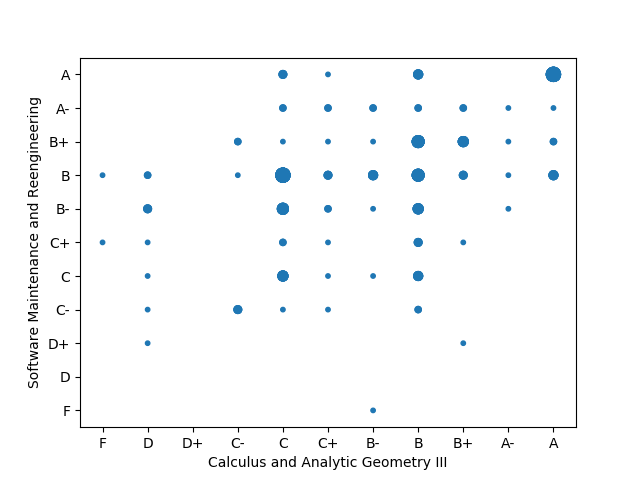 Software Maintenance and Reengineering
A
A-
B+
B
B-
C+
C
C-
D+
D
F
F D D+ C- C C+ B- B B+ A- A
Calculus and Analytic Geometry III